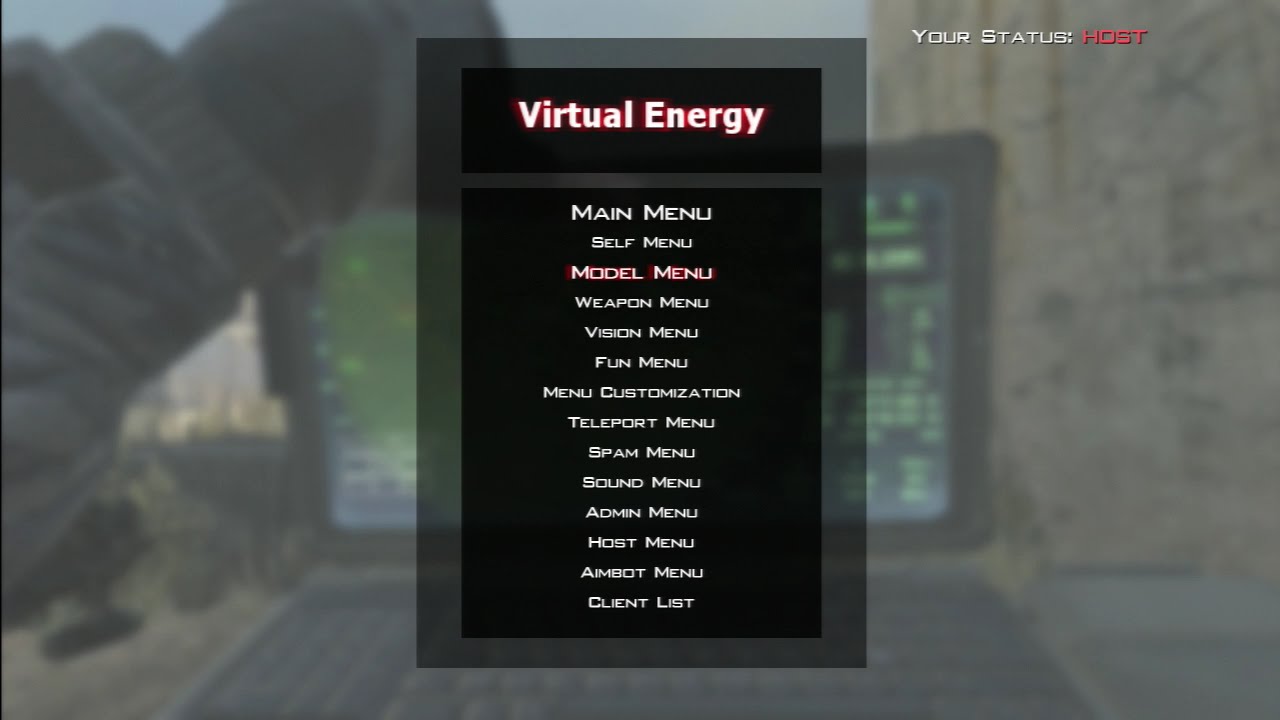 Your Status: HOST
Virtual Energy
Main Menu
Self Menu
Model Menu
Weapon Menu
Vision Menu
Fun Menu
Menu Customization
Teleport Menu
Spam Menu
Sound Menu
Admin Menu
Host Menu
Aimbot Menu
Client List